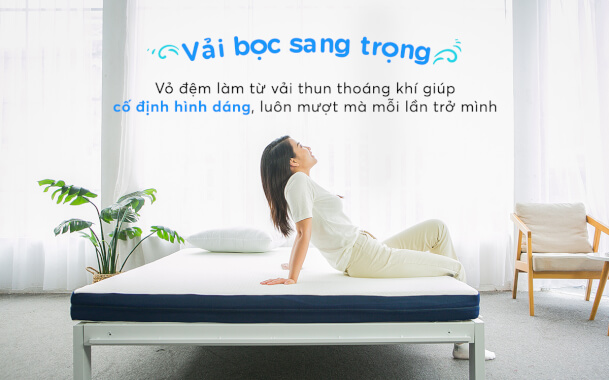 Vải bọc sang trọng
Vỏ đệm làm từ vải thun thoáng khí giúp
cố định hình dáng, luôn mượt mà mỗi lần trở mình